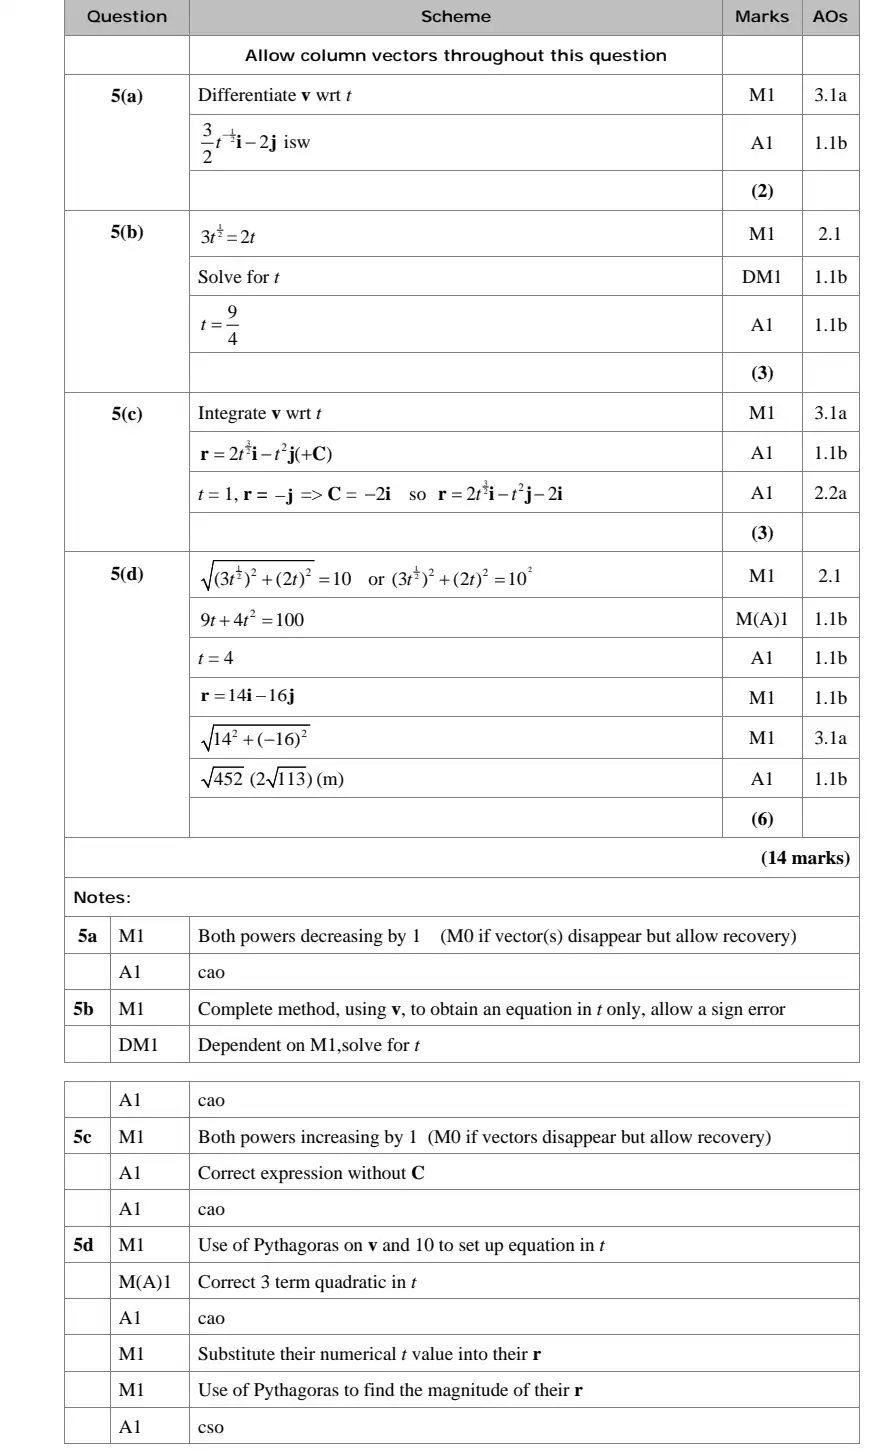 Question Scheme Marks AOs
Allow column vectors throughout this question
5(a) Differentiate v wrt t M1 3.1a
3/2 t^(−1/2) i − 2j isw A1 1.1b
(2)
5(b) 3t^(1/2) = 2t M1 2.1
Solve for t DM1 1.1b
t = 9/4 A1 1.1b
(3)
5(c) Integrate v wrt t M1 3.1a
r = 2t^(3/2) i − t²j(+C) A1 1.1b
t = 1, r = −j => C = −2i so r = 2t^(3/2) i − t²j − 2i A1 2.2a
(3)
5(d) √((3t^(1/2))² + (2t)²) = 10 or (3t^(1/2))² + (2t)² = 10² M1 2.1
9t + 4t² = 100 M(A)1 1.1b
t = 4 A1 1.1b
r = 14i − 16j M1 1.1b
√(14² + (−16)²) M1 3.1a
√452 (2√113) (m) A1 1.1b
(6)
(14 marks)
Notes:
5a M1 Both powers decreasing by 1 (M0 if vector(s) disappear but allow recovery)
A1 cao
5b M1 Complete method, using v, to obtain an equation in t only, allow a sign error
DM1 Dependent on M1,solve for t
A1 cao
5c M1 Both powers increasing by 1 (M0 if vectors disappear but allow recovery)
A1 Correct expression without C
A1 cao
5d M1 Use of Pythagoras on v and 10 to set up equation in t
M(A)1 Correct 3 term quadratic in t
A1 cao
M1 Substitute their numerical t value into their r
M1 Use of Pythagoras to find the magnitude of their r
A1 cso